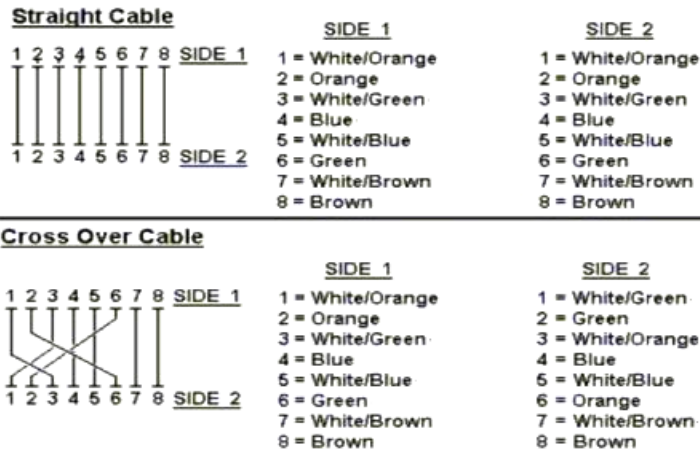 Straight Cable
1 2 3 4 5 6 7 8 SIDE 1
1 2 3 4 5 6 7 8 SIDE 2
SIDE 1
1 = White/Orange
2 = Orange
3 = White/Green
4 = Blue
5 = White/Blue
6 = Green
7 = White/Brown
8 = Brown
SIDE 2
1 = White/Orange
2 = Orange
3 = White/Green
4 = Blue
5 = White/Blue
6 = Green
7 = White/Brown
8 = Brown
Cross Over Cable
1 2 3 4 5 6 7 8 SIDE 1
1 2 3 4 5 6 7 8 SIDE 2
SIDE 1
1 = White/Orange
2 = Orange
3 = White/Green
4 = Blue
5 = White/Blue
6 = Green
7 = White/Brown
8 = Brown
SIDE 2
1 = White/Green
2 = Green
3 = White/Orange
4 = Blue
5 = White/Blue
6 = Orange
7 = White/Brown
8 = Brown